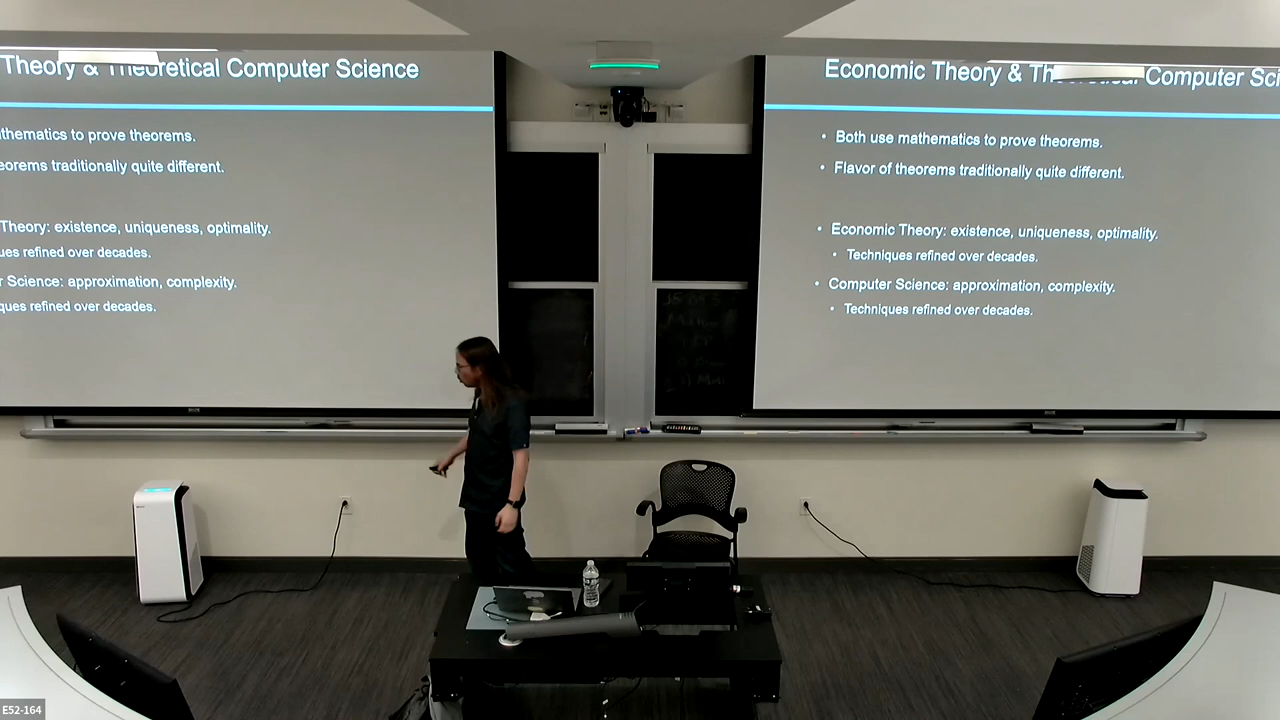 Theory & Theoretical Computer Science
thematics to prove theorems.
eorems traditionally quite different.
Theory: existence, uniqueness, optimality.
ues refined over decades.
r Science: approximation, complexity.
ques refined over decades.
Economic Theory & Th Computer Sci
• Both use mathematics to prove theorems.
• Flavor of theorems traditionally quite different.
• Economic Theory: existence, uniqueness, optimality.
• Techniques refined over decades.
• Computer Science: approximation, complexity.
• Techniques refined over decades.
E52-164